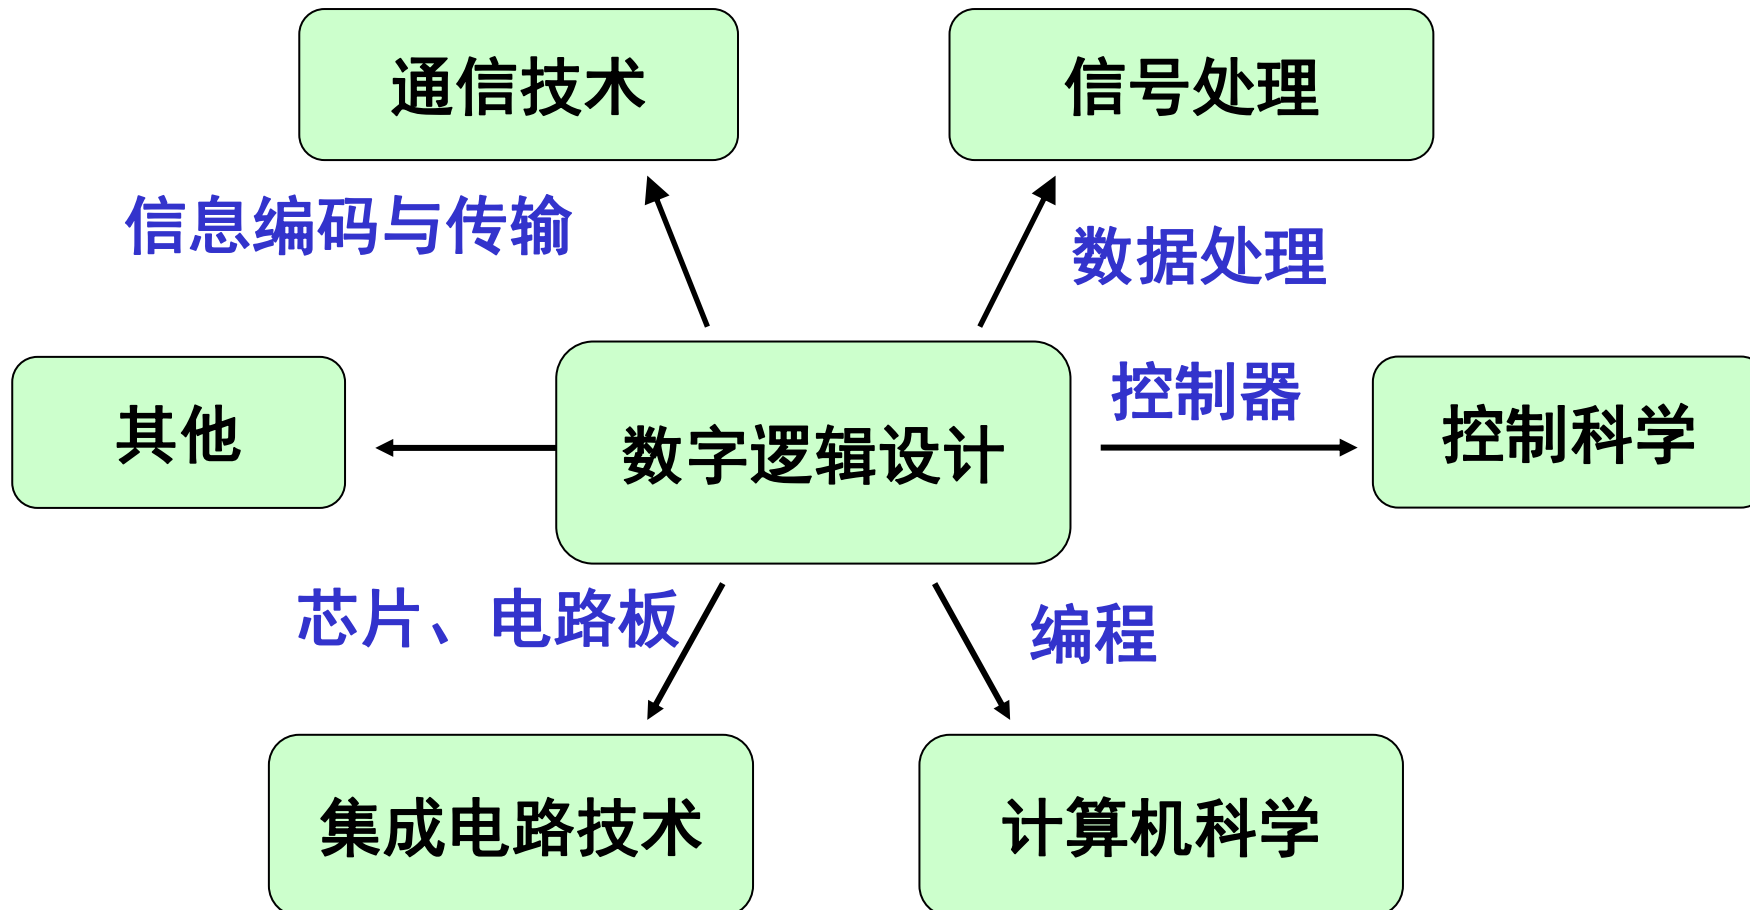 通信技术
信号处理
信息编码与传输
数据处理
控制器
其他
数字逻辑设计
控制科学
芯片、电路板
编程
集成电路技术
计算机科学